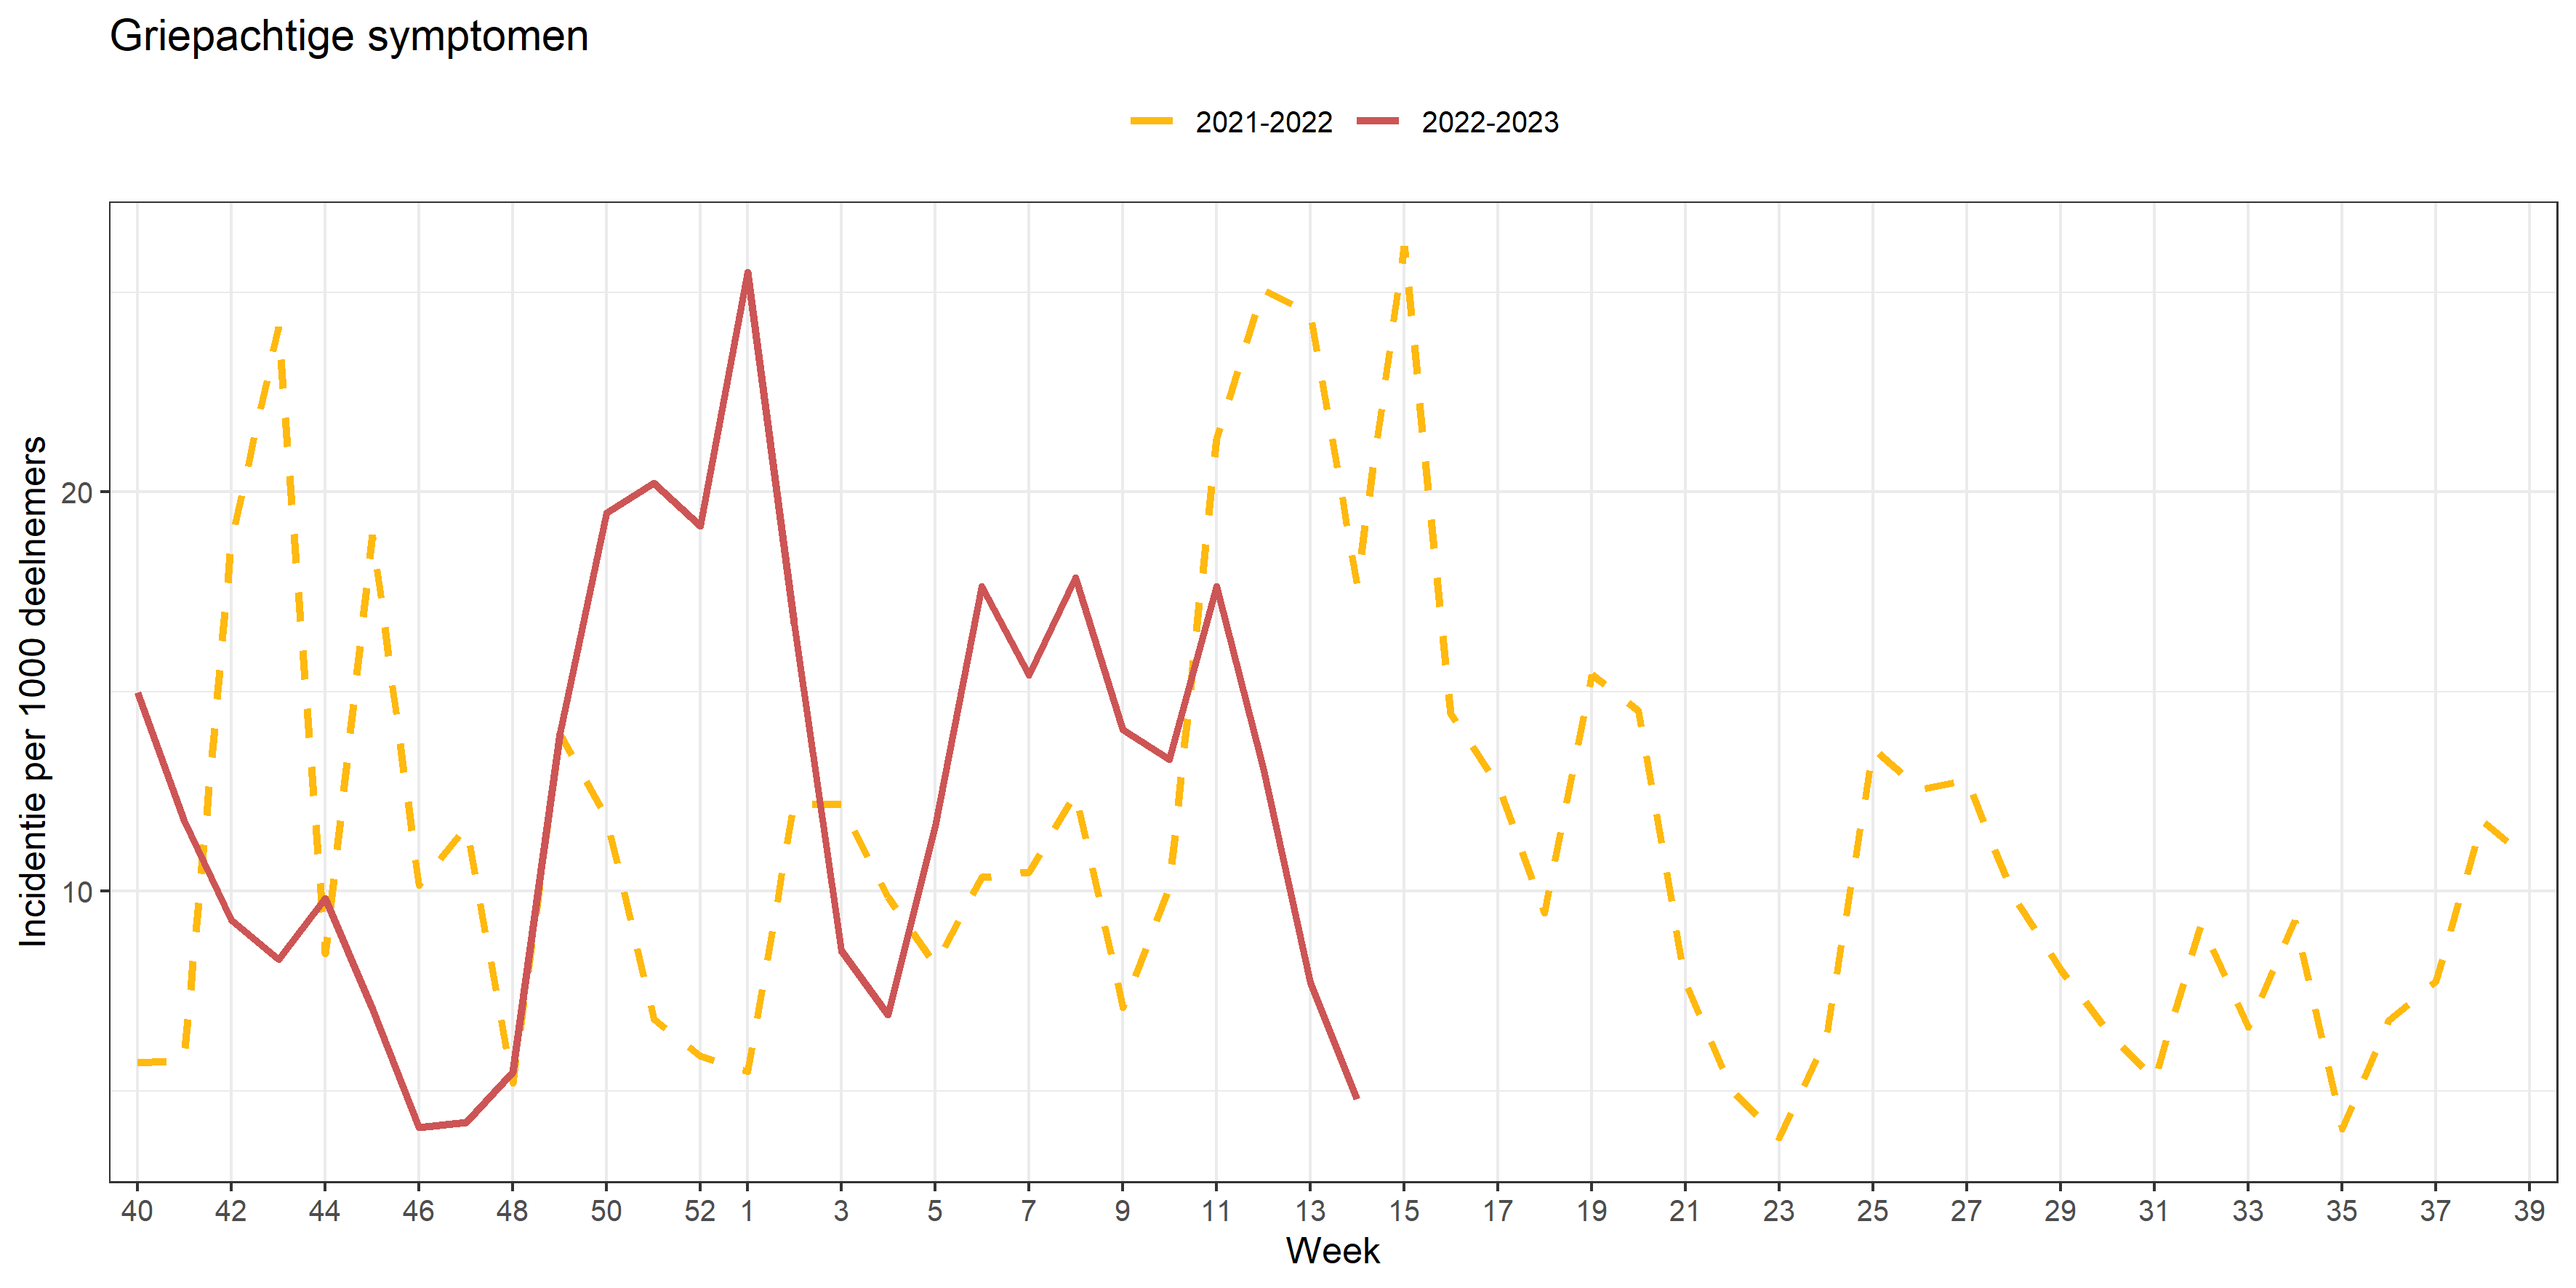 Griepachtige symptomen
2021-2022 2022-2023
Incidentie per 1000 deelnemers
20
10
40 42 44 46 48 50 52 1 3 5 7 9 11 13 15 17 19 21 23 25 27 29 31 33 35 37 39
Week